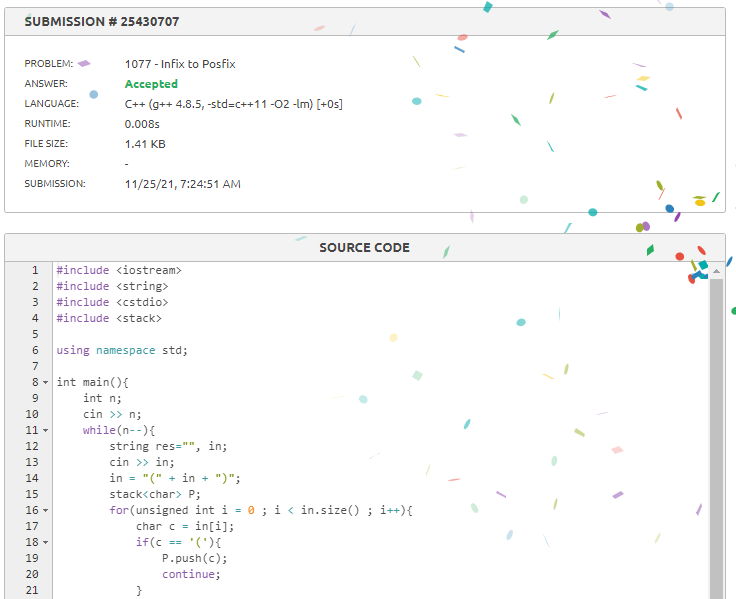 SUBMISSION # 25430707
PROBLEM: 1077 - Infix to Posfix
ANSWER: Accepted
LANGUAGE: C++ (g++ 4.8.5, -std=c++11 -O2 -lm) [+0s]
RUNTIME: 0.008s
FILE SIZE: 1.41 KB
MEMORY: -
SUBMISSION: 11/25/21, 7:24:51 AM
SOURCE CODE
1 #include <iostream>
2 #include <string>
3 #include <cstdio>
4 #include <stack>
5
6 using namespace std;
7
8 int main(){
9     int n;
10     cin >> n;
11     while(n--){
12         string res="", in;
13         cin >> in;
14         in = "(" + in + ")";
15         stack<char> P;
16         for(unsigned int i = 0 ; i < in.size() ; i++){
17             char c = in[i];
18             if(c == '('){
19                 P.push(c);
20                 continue;
21             }